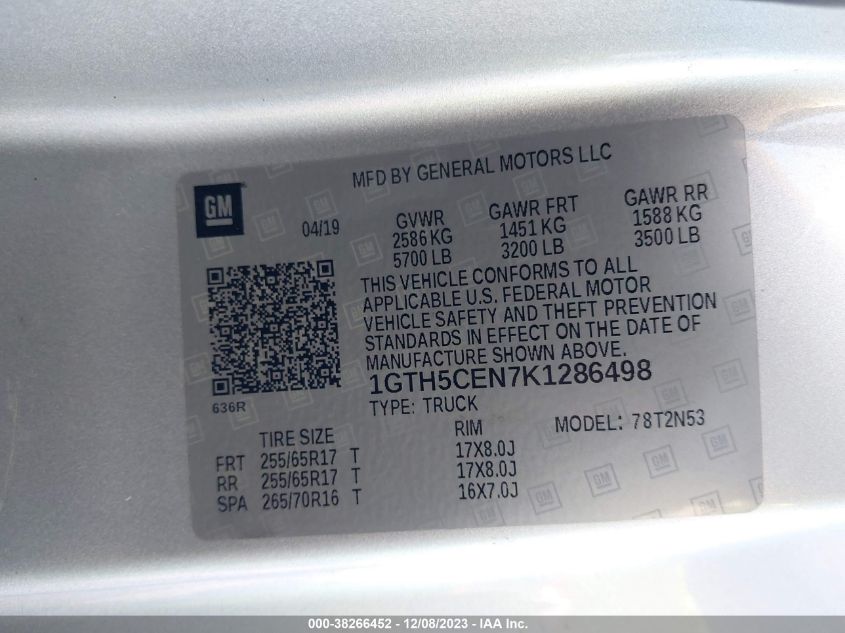 MFD BY GENERAL MOTORS LLC
GM
04/19
GVWR
2586 KG
5700 LB
GAWR FRT
1451 KG
3200 LB
GAWR RR
1588 KG
3500 LB
THIS VEHICLE CONFORMS TO ALL
APPLICABLE U.S. FEDERAL MOTOR
VEHICLE SAFETY AND THEFT PREVENTION
STANDARDS IN EFFECT ON THE DATE OF
MANUFACTURE SHOWN ABOVE.
1GTH5CEN7K1286498
636R
TYPE: TRUCK
MODEL: 78T2N53
TIRE SIZE
RIM
FRT 255/65R17 T 17X8.0J
RR 255/65R17 T 17X8.0J
SPA 265/70R16 T 16X7.0J
000-38266452 - 12/08/2023 - IAA Inc.